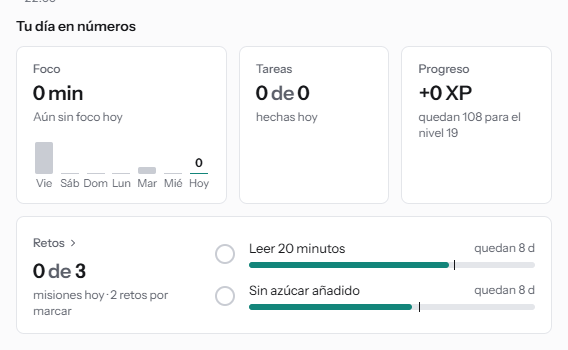 Tu día en números
Foco
0 min
Aún sin foco hoy
0
Vie Sáb Dom Lun Mar Mié Hoy
Tareas
0 de 0
hechas hoy
Progreso
+0 XP
quedan 108 para el
nivel 19
Retos >
0 de 3
misiones hoy · 2 retos por
marcar
Leer 20 minutos
quedan 8 d
Sin azúcar añadido
quedan 8 d